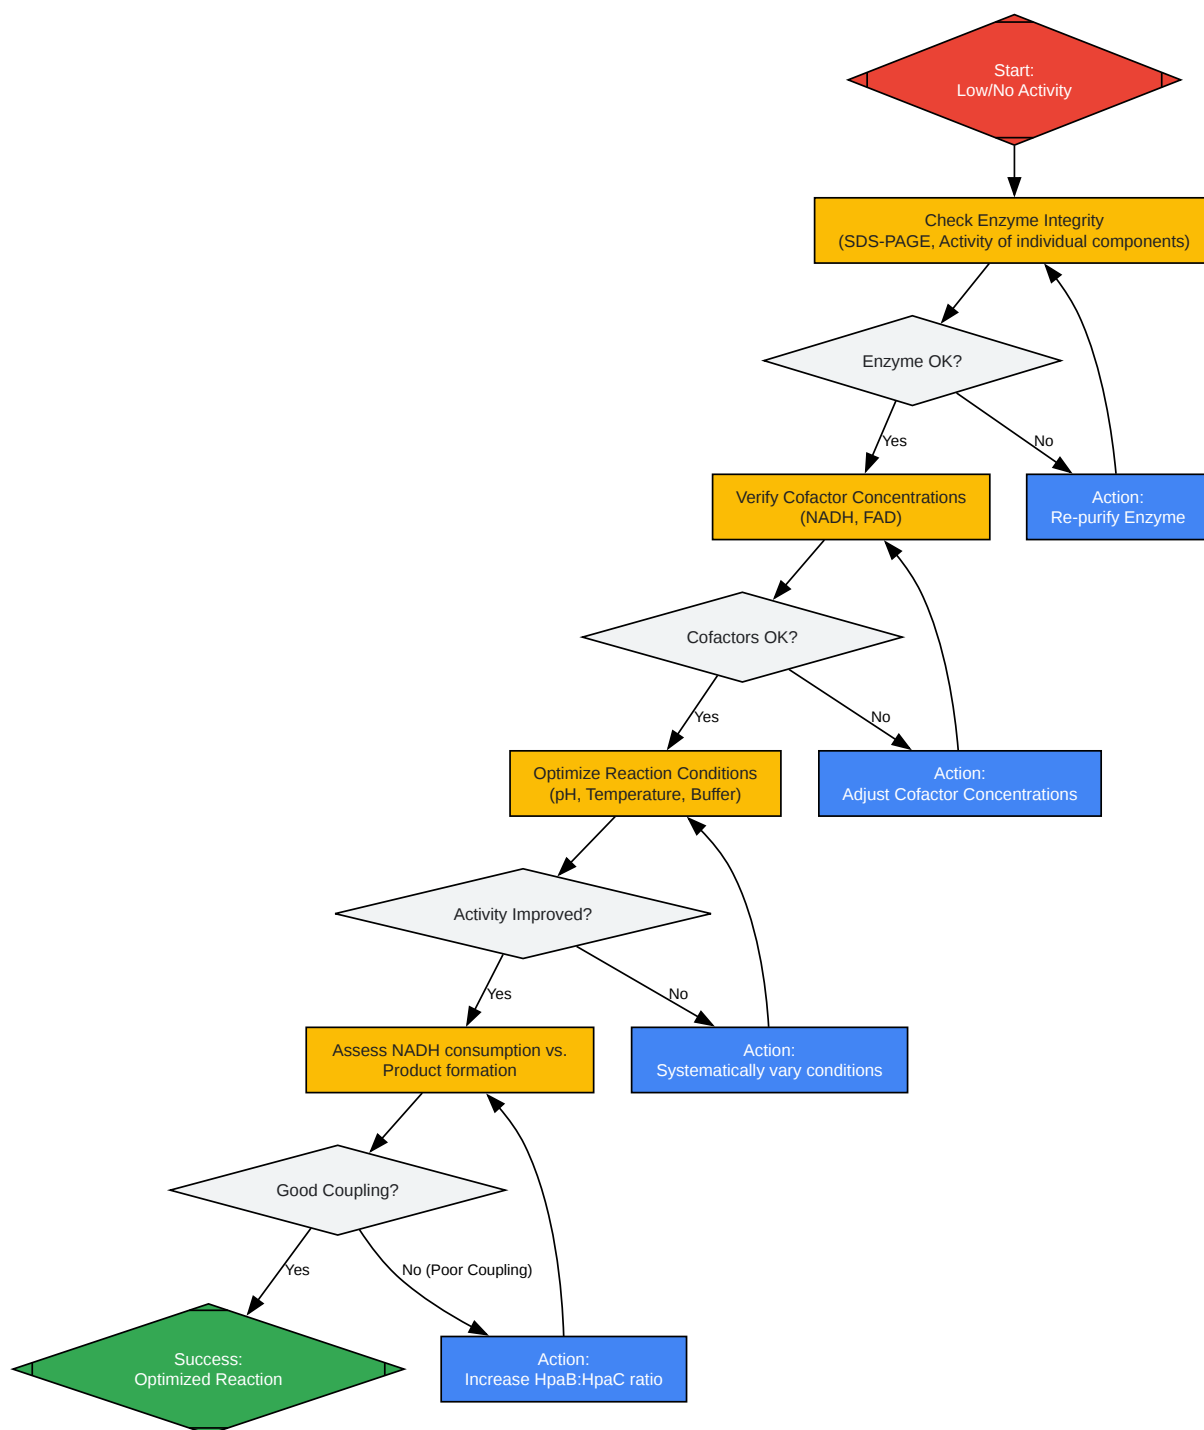 Start:
Low/No Activity
Check Enzyme Integrity
(SDS-PAGE, Activity of individual components)
Enzyme OK?
Yes
No
Verify Cofactor Concentrations
(NADH, FAD)
Action:
Re-purify Enzyme
Cofactors OK?
Yes
No
Optimize Reaction Conditions
(pH, Temperature, Buffer)
Action:
Adjust Cofactor Concentrations
Activity Improved?
Yes
No
Assess NADH consumption vs.
Product formation
Action:
Systematically vary conditions
Good Coupling?
Yes
No (Poor Coupling)
Success:
Optimized Reaction
Action:
Increase HpaB:HpaC ratio